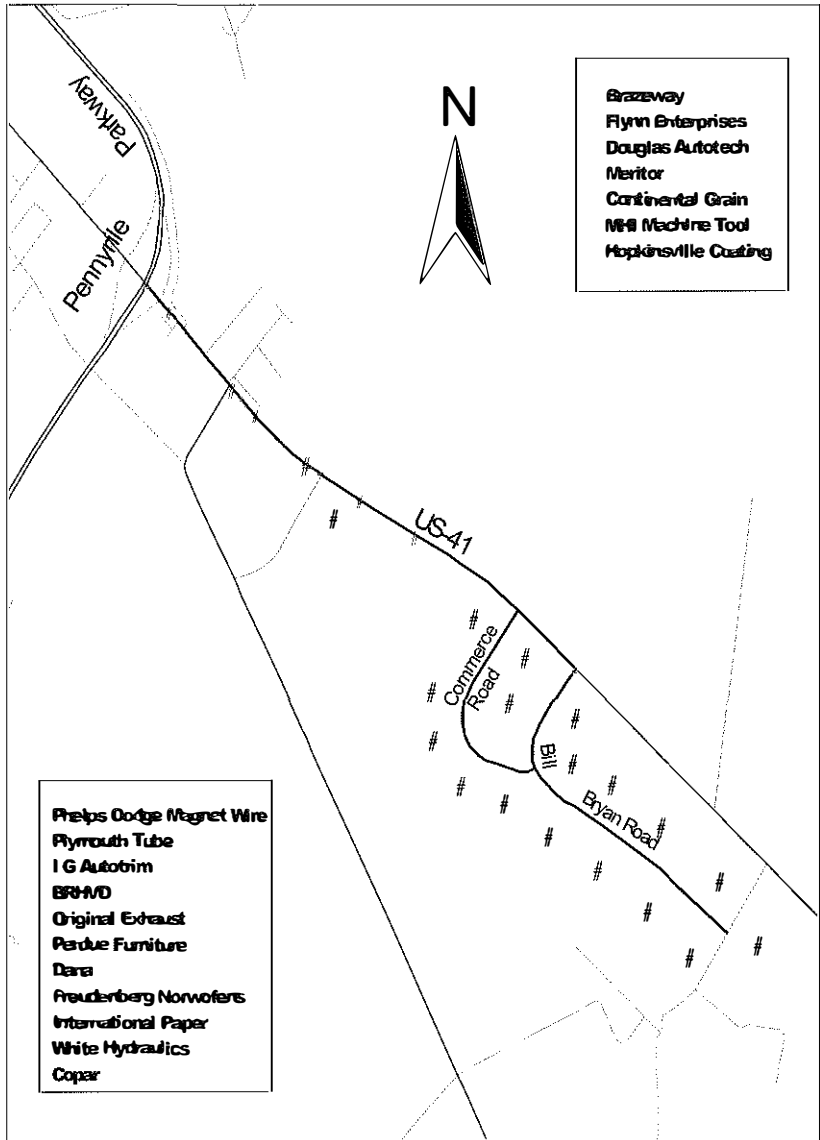 Parkway
Pennyrile
N
Brazeway
Flynn Enterprises
Douglas Autotech
Meritor
Continental Grain
MHI Machine Tool
Hopkinsville Coating
US-41
Commerce
Road
Bill
Bryan Road
Phelps Dodge Magnet Wire
Plymouth Tube
I G Autotrim
Original Exhaust
Perdue Furniture
Dana
Freudenberg
International Paper
White Hydraulics
Copar